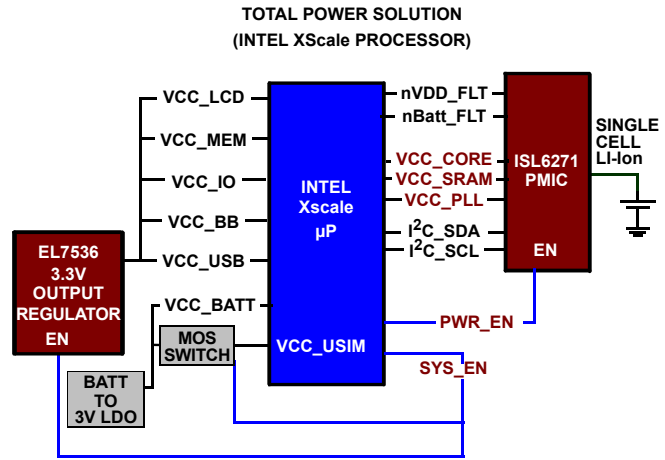 TOTAL POWER SOLUTION
(INTEL XScale PROCESSOR)
VCC_LCD
VCC_MEM
VCC_IO
VCC_BB
VCC_USB
VCC_BATT
EL7536
3.3V
OUTPUT
REGULATOR
EN
MOS
SWITCH
BATT
TO
3V LDO
INTEL
Xscale
µP
VCC_USIM
nVDD_FLT
nBatt_FLT
VCC_CORE
VCC_SRAM
VCC_PLL
I²C_SDA
I²C_SCL
PWR_EN
SYS_EN
ISL6271
PMIC
EN
SINGLE
CELL
LI-Ion